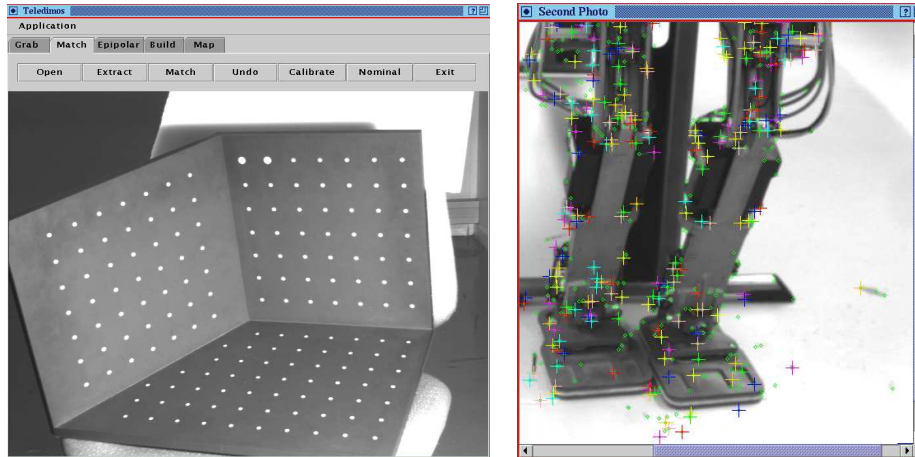 Teledimos
Application
Grab Match Epipolar Build Map
Open Extract Match Undo Calibrate Nominal Exit
Second Photo